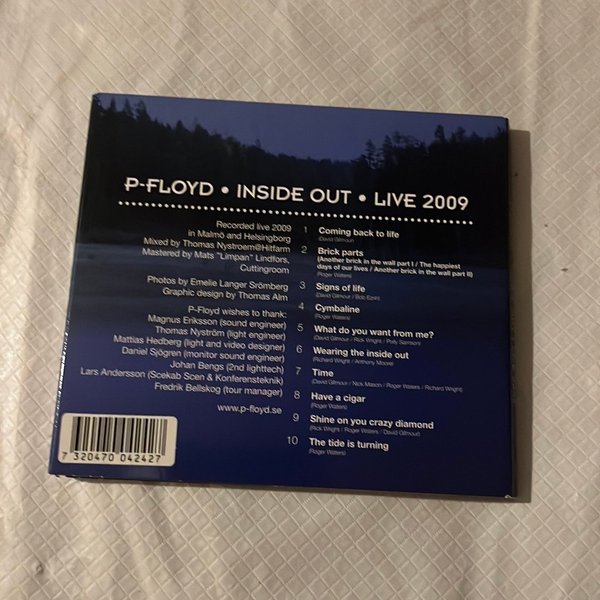 P-FLOYD • INSIDE OUT • LIVE 2009
Recorded live 2009
in Malmö and Helsingborg
Mixed by Thomas Nystroem@Hitfarm
Mastered by Mats "Limpan" Lindfors,
Cuttingroom
Photos by Emelie Langer Srömberg
Graphic design by Thomas Alm
P-Floyd wishes to thank:
Magnus Eriksson (sound engineer)
Thomas Nyström (light engineer)
Mattias Hedberg (light and video designer)
Daniel Sjögren (monitor sound engineer)
Johan Bengs (2nd lighttech)
Lars Andersson (Scekab Scen & Konferensteknik)
Fredrik Bellskog (tour manager)
www.p-floyd.se
7 320470 042427
1 Coming back to life
(David Gilmour)
2 Brick parts
(Another brick in the wall part I / The happiest
days of our lives / Another brick in the wall part II)
(Roger Waters)
3 Signs of life
(David Gilmour / Bob Ezrin)
4 Cymbaline
(Roger Waters)
5 What do you want from me?
(David Gilmour / Rick Wright / Polly Samson)
6 Wearing the inside out
(Richard Wright / Anthony Moore)
7 Time
(David Gilmour / Nick Mason / Roger Waters / Richard Wright)
8 Have a cigar
(Roger Waters)
9 Shine on you crazy diamond
(Rick Wright / Roger Waters / David Gilmour)
10 The tide is turning
(Roger Waters)